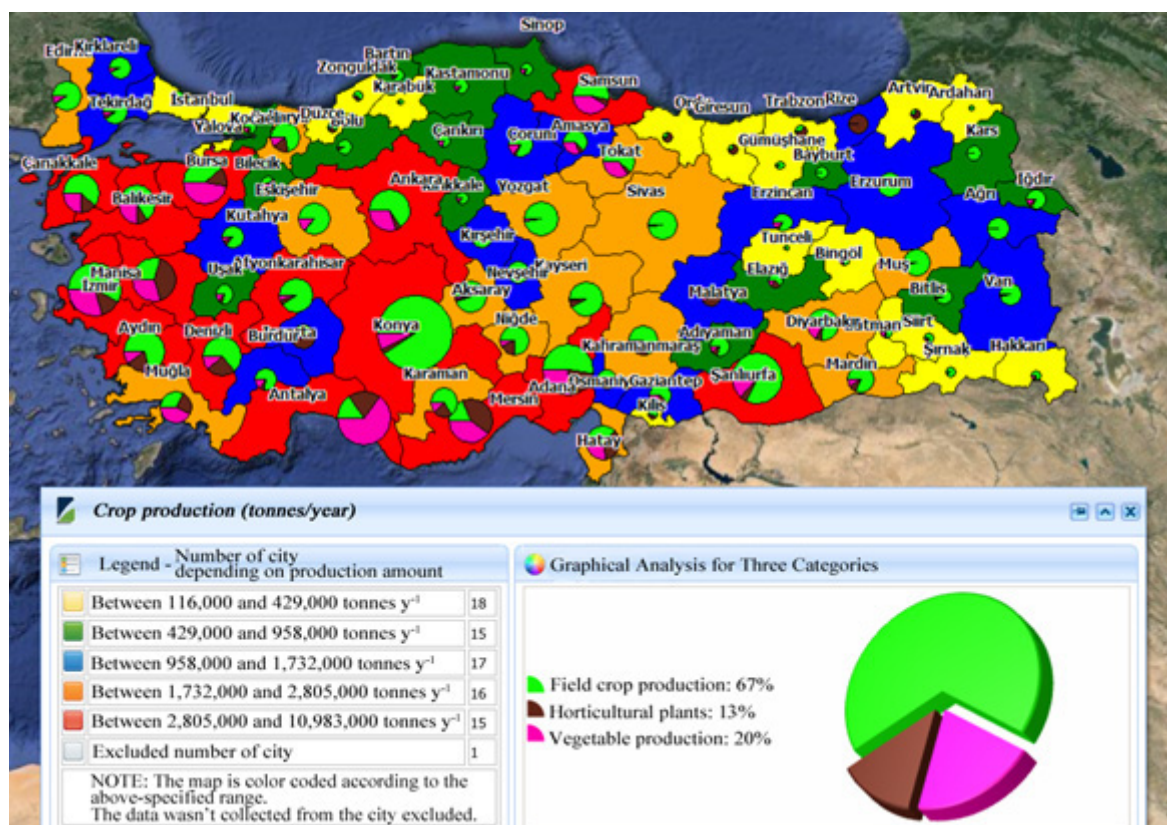 Sinop
Edirne Kırklareli
Bartın
Zonguldak
Kastamonu
Karabük
Samsun
Artvin Ardahan
Tekirdağ
İstanbul
Trabzon Rize
Giresun
Kars
Yalova
Düzce
Bolu
Çankırı
Çorum
Amasya
Tokat
Gümüşhane
Bayburt
Çanakkale
Bursa
Bilecik
Ankara
Iğdır
Balıkesir
Eskişehir
Yozgat
Sivas
Erzincan
Erzurum
Ağrı
Kutahya
Kırşehir
Tunceli
Bingöl
Muş
Manisa
Uşak
Afyonkarahisar
Nevşehir
Kayseri
Elazığ
Bitlis
Van
İzmir
Aksaray
Malatya
Aydın
Denizli
Burdur
Konya
Niğde
Adıyaman
Diyarbakır
Siirt
Kahramanmaraş
Şırnak
Hakkari
Muğla
Antalya
Karaman
Mersin
Adana
Gaziantep
Şanlıurfa
Mardin
Kilis
Hatay
Crop production (tonnes/year)
Legend - Number of city
depending on production amount
Between 116,000 and 429,000 tonnes y⁻¹ 18
Between 429,000 and 958,000 tonnes y⁻¹ 15
Between 958,000 and 1,732,000 tonnes y⁻¹ 17
Between 1,732,000 and 2,805,000 tonnes y⁻¹ 16
Between 2,805,000 and 10,983,000 tonnes y⁻¹ 15
Excluded number of city 1
NOTE: The map is color coded according to the
above-specified range.
The data wasn't collected from the city excluded.
Graphical Analysis for Three Categories
Field crop production: 67%
Horticultural plants: 13%
Vegetable production: 20%